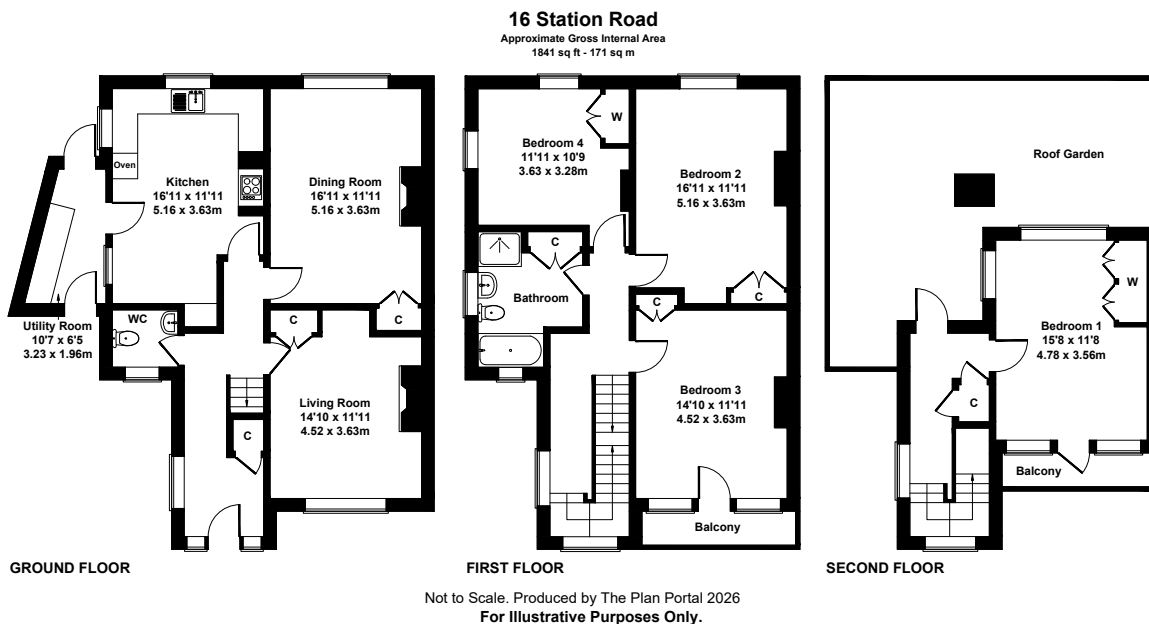 16 Station Road
Approximate Gross Internal Area
1841 sq ft - 171 sq m
Oven
Kitchen
16'11 x 11'11
5.16 x 3.63m
Dining Room
16'11 x 11'11
5.16 x 3.63m
C
WC
Utility Room
10'7 x 6'5
3.23 x 1.96m
C
Living Room
14'10 x 11'11
4.52 x 3.63m
C
GROUND FLOOR
Bedroom 4
11'11 x 10'9
3.63 x 3.28m
W
Bedroom 2
16'11 x 11'11
5.16 x 3.63m
C
Bathroom
C
C
Bedroom 3
14'10 x 11'11
4.52 x 3.63m
Balcony
FIRST FLOOR
Roof Garden
W
Bedroom 1
15'8 x 11'8
4.78 x 3.56m
C
Balcony
SECOND FLOOR
Not to Scale. Produced by The Plan Portal 2026
For Illustrative Purposes Only.